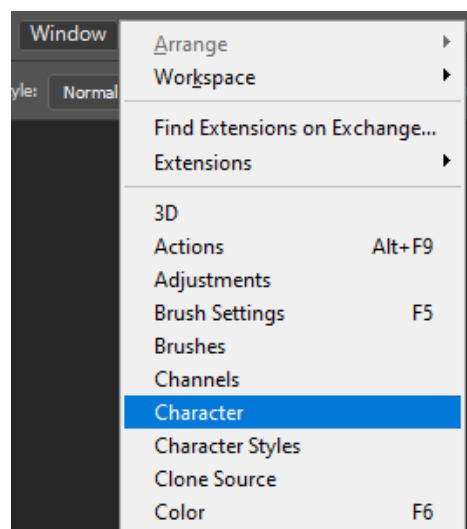 Window
Arrange
Workspace
yle: Normal
Find Extensions on Exchange...
Extensions
3D
Actions Alt+F9
Adjustments
Brush Settings F5
Brushes
Channels
Character
Character Styles
Clone Source
Color F6